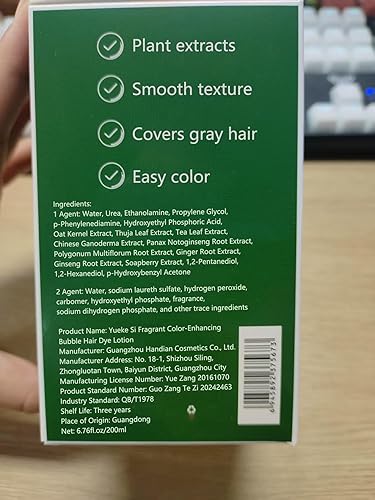 Plant extracts
Smooth texture
Covers gray hair
Easy color
Ingredients:
1 Agent: Water, Urea, Ethanolamine, Propylene Glycol,
p-Phenylenediamine, Hydroxyethyl Phosphoric Acid,
Oat Kernel Extract, Thuja Leaf Extract, Tea Leaf Extract,
Chinese Ganoderma Extract, Panax Notoginseng Root Extract,
Polygonum Multiflorum Root Extract, Ginger Root Extract,
Ginseng Root Extract, Soapberry Extract, 1,2-Pentanediol,
1,2-Hexanediol, p-Hydroxybenzyl Acetone
2 Agent: Water, sodium laureth sulfate, hydrogen peroxide,
carbomer, hydroxyethyl phosphate, fragrance,
sodium dihydrogen phosphate, and other trace ingredients
Product Name: Yueke Si Fragrant Color-Enhancing
Bubble Hair Dye Lotion
Manufacturer: Guangzhou Handian Cosmetics Co., Ltd.
Manufacturer Address: No. 18-1, Shizhou Siling,
Zhongluotan Town, Baiyun District, Guangzhou City
Manufacturing License Number: Yue Zang 20161070
Product Standard Number: Guo Zang Te Zi 20242463
Industry Standard: QB/T1978
Shelf Life: Three years
Place of Origin: Guangdong
Net: 6.76fl.oz/200ml
6945892875673